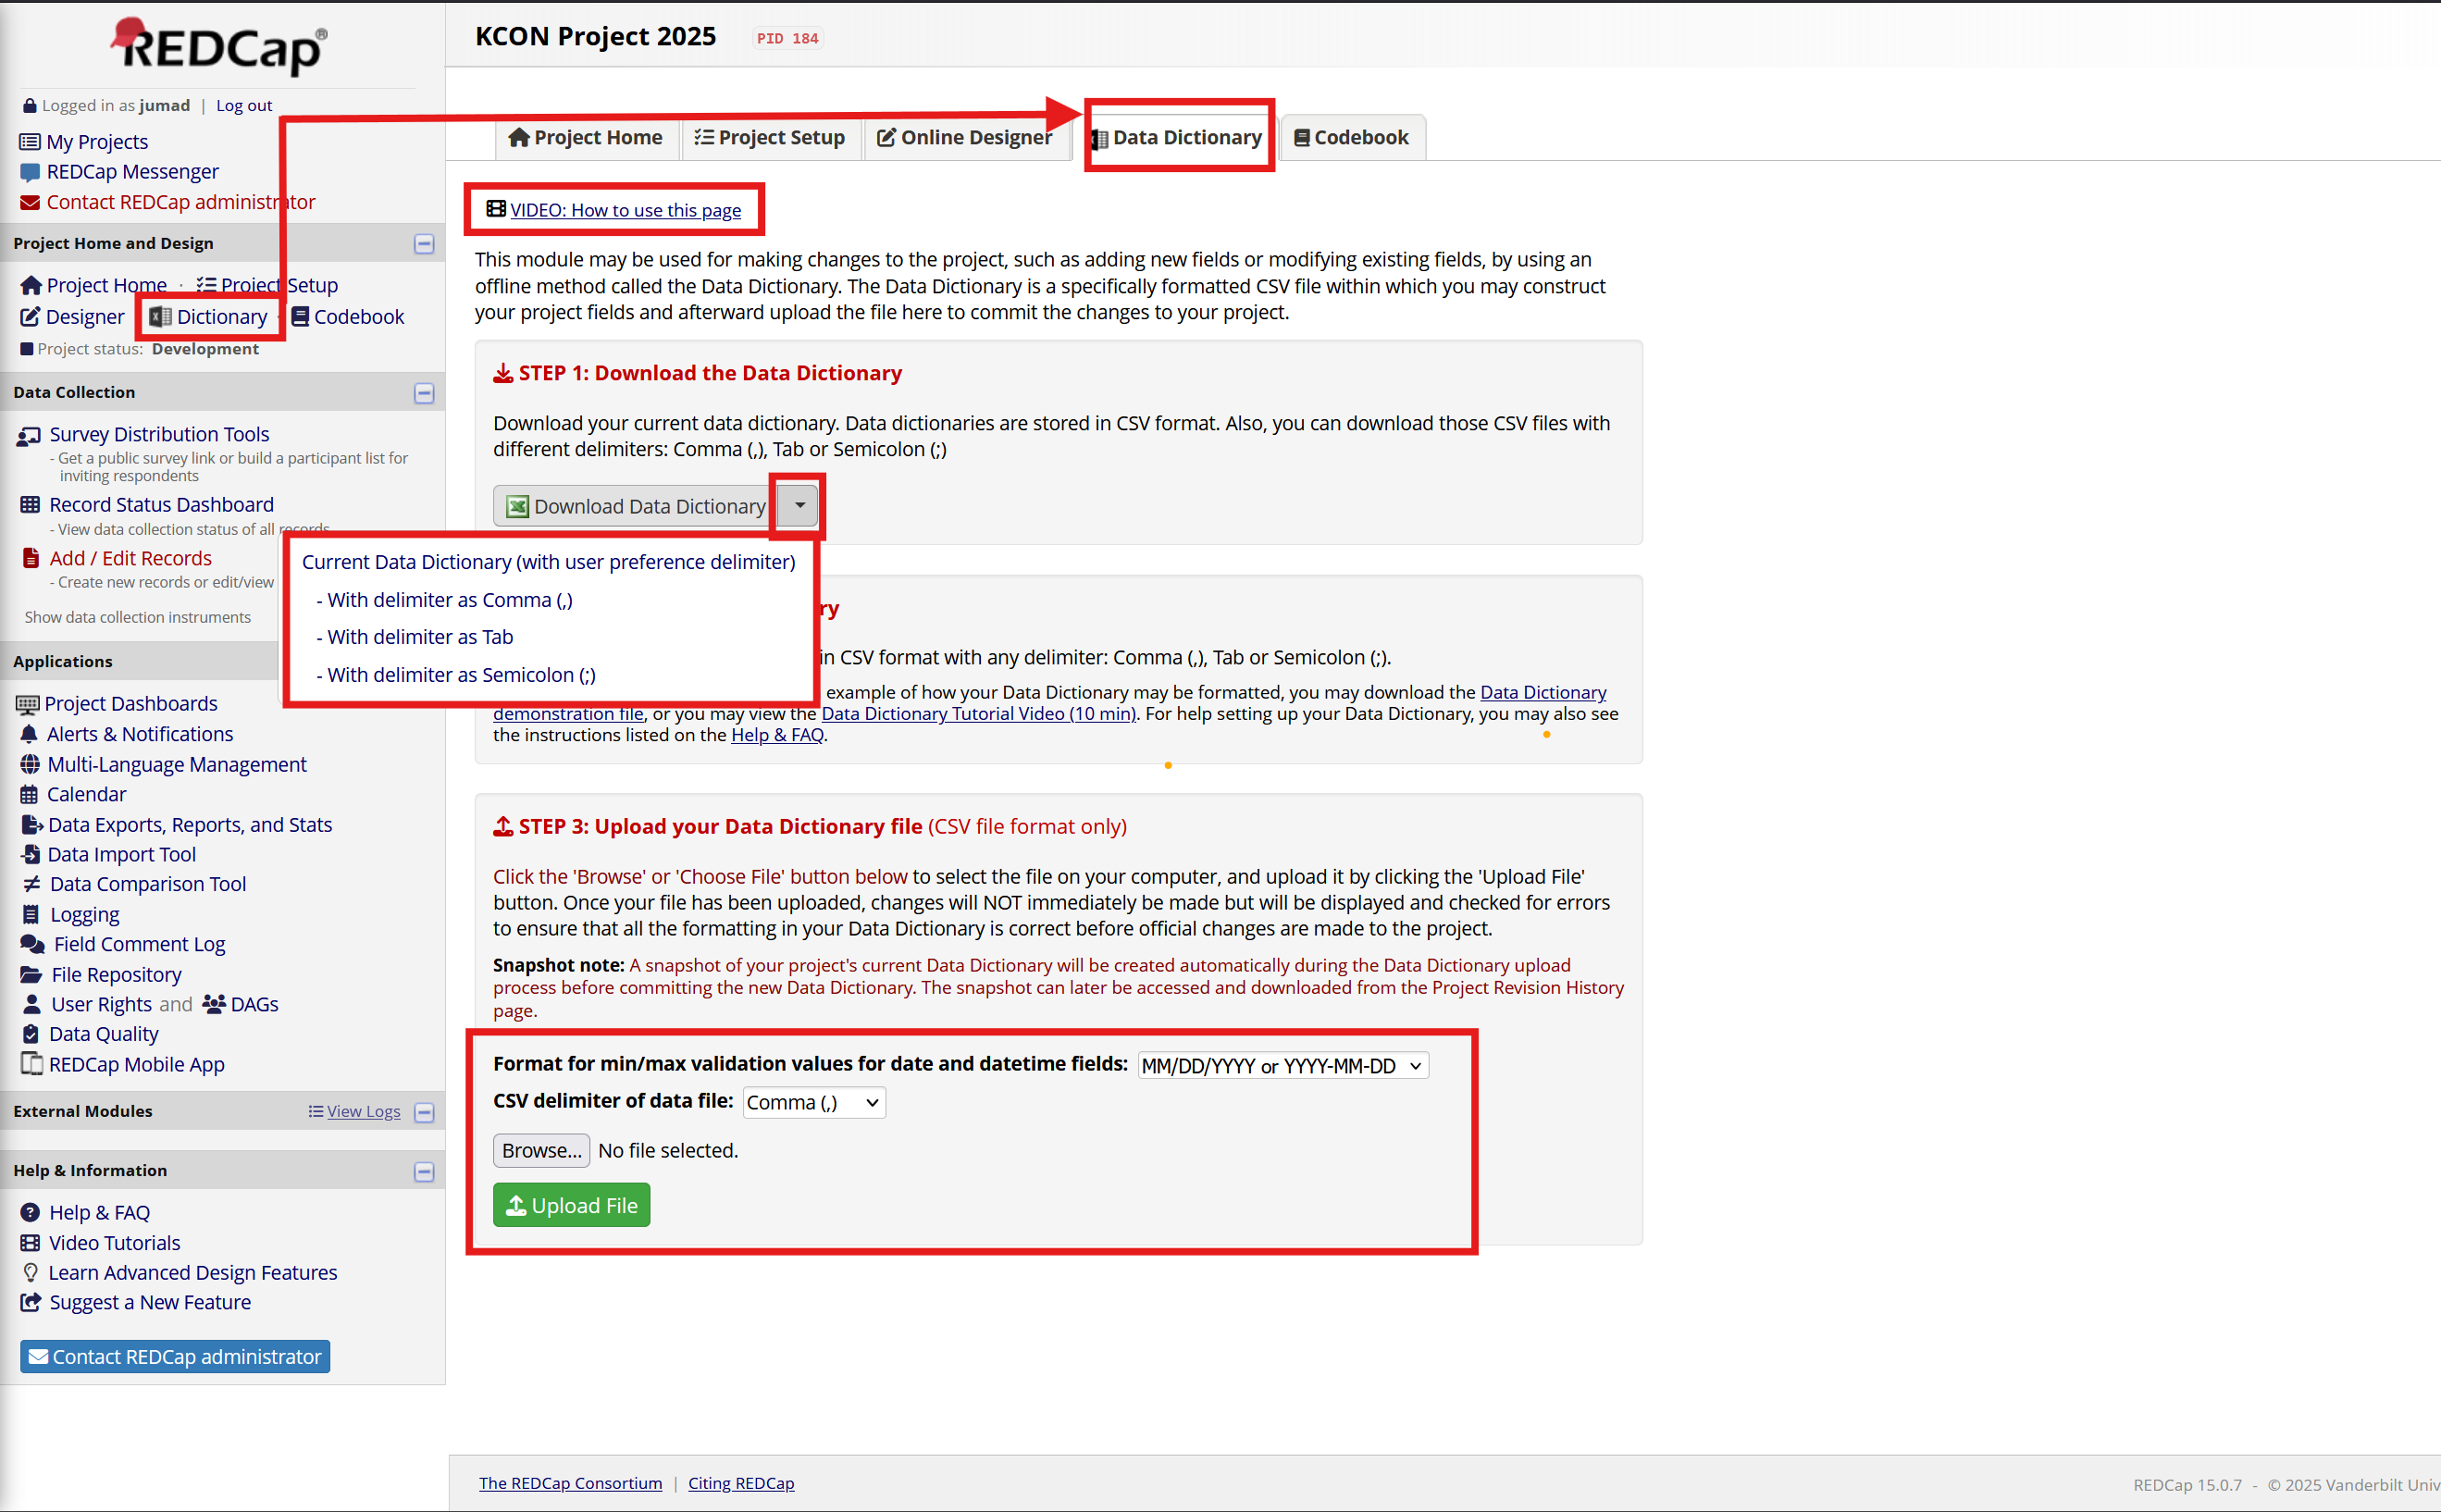 REDCap®
Logged in as jumad | Log out
My Projects
REDCap Messenger
Contact REDCap administrator
Project Home and Design
Project Home · Project Setup
Designer · Dictionary · Codebook
Project status: Development
Data Collection
Survey Distribution Tools
- Get a public survey link or build a participant list for
inviting respondents
Record Status Dashboard
- View data collection status of all records
Add / Edit Records
- Create new records or edit/view
Show data collection instruments
Applications
Project Dashboards
Alerts & Notifications
Multi-Language Management
Calendar
Data Exports, Reports, and Stats
Data Import Tool
Data Comparison Tool
Logging
Field Comment Log
File Repository
User Rights and DAGs
Data Quality
REDCap Mobile App
External Modules View Logs
Help & Information
Help & FAQ
Video Tutorials
Learn Advanced Design Features
Suggest a New Feature
Contact REDCap administrator
KCON Project 2025 PID 184
Project Home Project Setup Online Designer Data Dictionary Codebook
VIDEO: How to use this page
This module may be used for making changes to the project, such as adding new fields or modifying existing fields, by using an
offline method called the Data Dictionary. The Data Dictionary is a specifically formatted CSV file within which you may construct
your project fields and afterward upload the file here to commit the changes to your project.
STEP 1: Download the Data Dictionary
Download your current data dictionary. Data dictionaries are stored in CSV format. Also, you can download those CSV files with
different delimiters: Comma (,), Tab or Semicolon (;)
Download Data Dictionary
Current Data Dictionary (with user preference delimiter)
- With delimiter as Comma (,)
- With delimiter as Tab
- With delimiter as Semicolon (;)
ry
in CSV format with any delimiter: Comma (,), Tab or Semicolon (;).
example of how your Data Dictionary may be formatted, you may download the Data Dictionary
demonstration file, or you may view the Data Dictionary Tutorial Video (10 min). For help setting up your Data Dictionary, you may also see
the instructions listed on the Help & FAQ.
STEP 3: Upload your Data Dictionary file (CSV file format only)
Click the 'Browse' or 'Choose File' button below to select the file on your computer, and upload it by clicking the 'Upload File'
button. Once your file has been uploaded, changes will NOT immediately be made but will be displayed and checked for errors
to ensure that all the formatting in your Data Dictionary is correct before official changes are made to the project.
Snapshot note: A snapshot of your project's current Data Dictionary will be created automatically during the Data Dictionary upload
process before committing the new Data Dictionary. The snapshot can later be accessed and downloaded from the Project Revision History
page.
Format for min/max validation values for date and datetime fields: MM/DD/YYYY or YYYY-MM-DD
CSV delimiter of data file: Comma (,)
Browse... No file selected.
Upload File
The REDCap Consortium | Citing REDCap
REDCap 15.0.7 - © 2025 Vanderbilt Univ